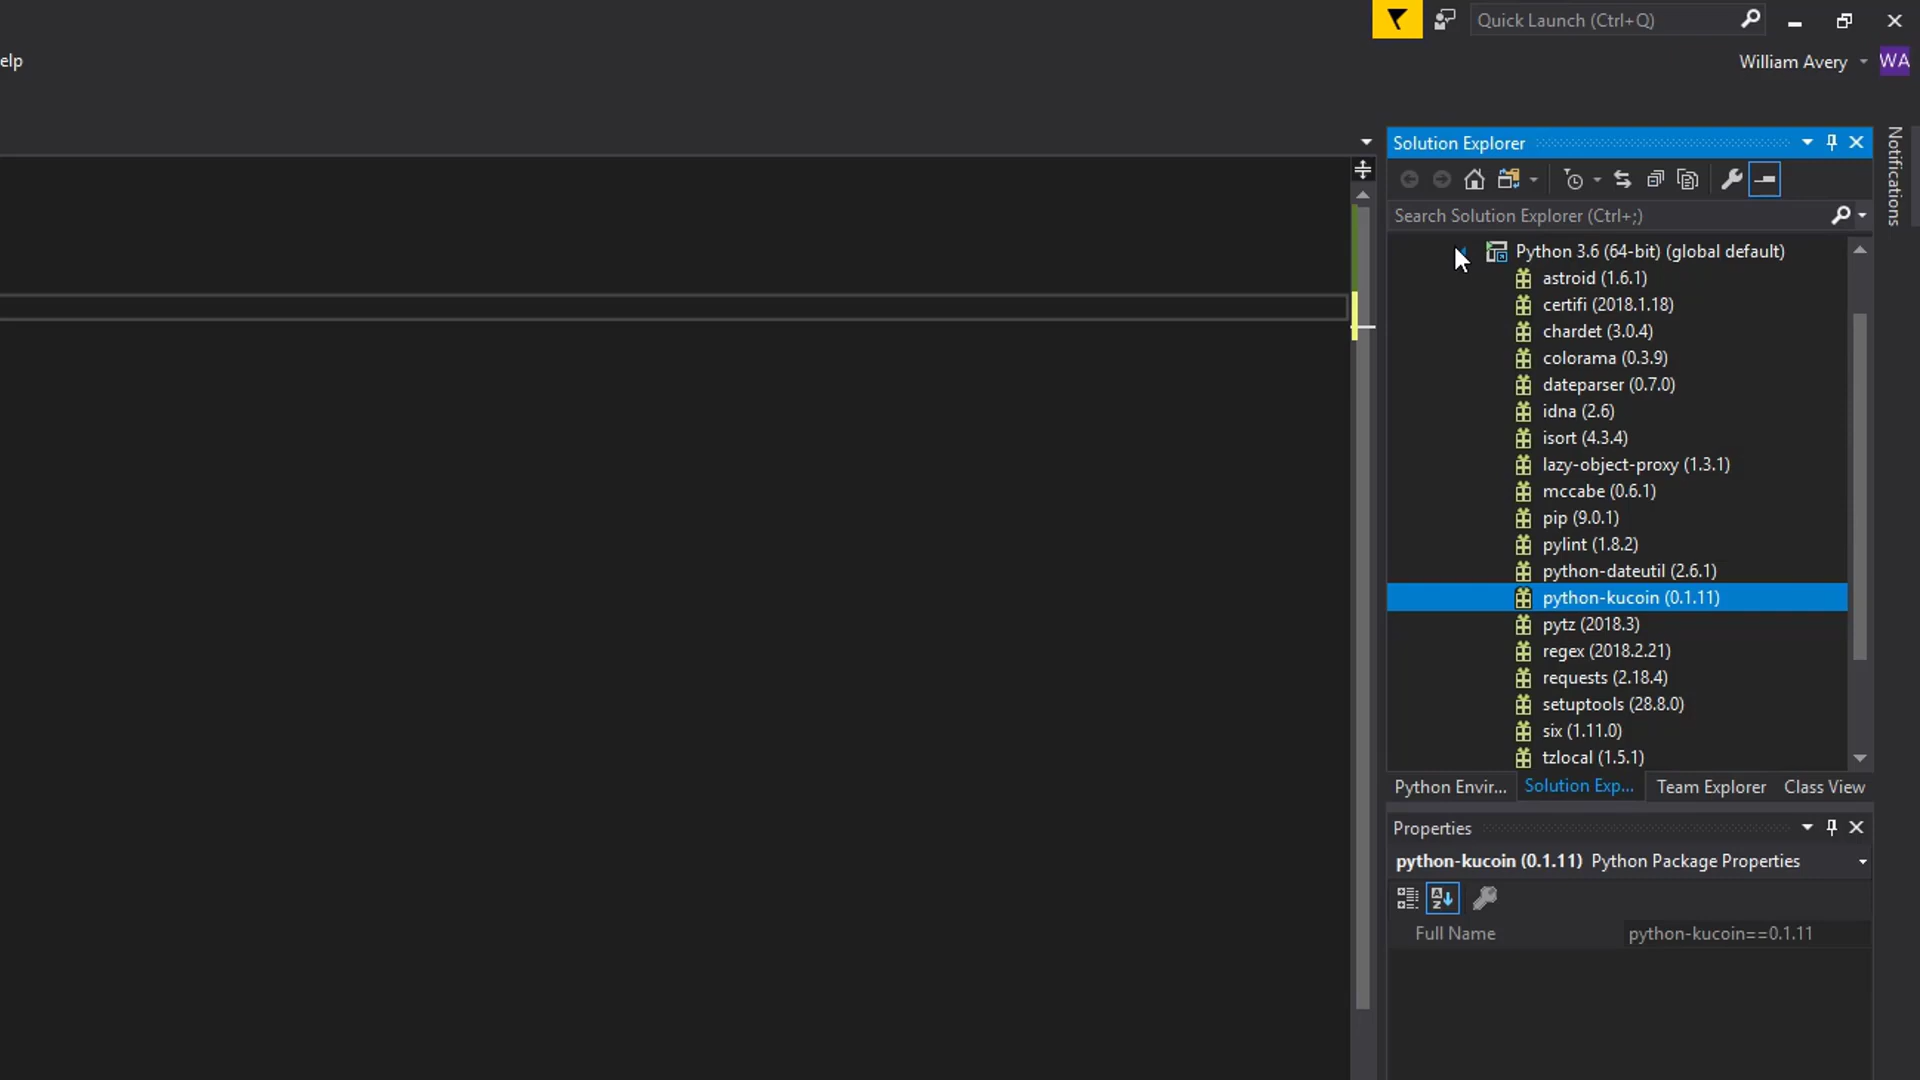 Quick Launch (Ctrl+Q)
elp
William Avery
WA
Solution Explorer
Notifications
Search Solution Explorer (Ctrl+;)
Python 3.6 (64-bit) (global default)
astroid (1.6.1)
certifi (2018.1.18)
chardet (3.0.4)
colorama (0.3.9)
dateparser (0.7.0)
idna (2.6)
isort (4.3.4)
lazy-object-proxy (1.3.1)
mccabe (0.6.1)
pip (9.0.1)
pylint (1.8.2)
python-dateutil (2.6.1)
python-kucoin (0.1.11)
pytz (2018.3)
regex (2018.2.21)
requests (2.18.4)
setuptools (28.8.0)
six (1.11.0)
tzlocal (1.5.1)
Python Envir... Solution Exp... Team Explorer Class View
Properties
python-kucoin (0.1.11) Python Package Properties
Full Name python-kucoin==0.1.11